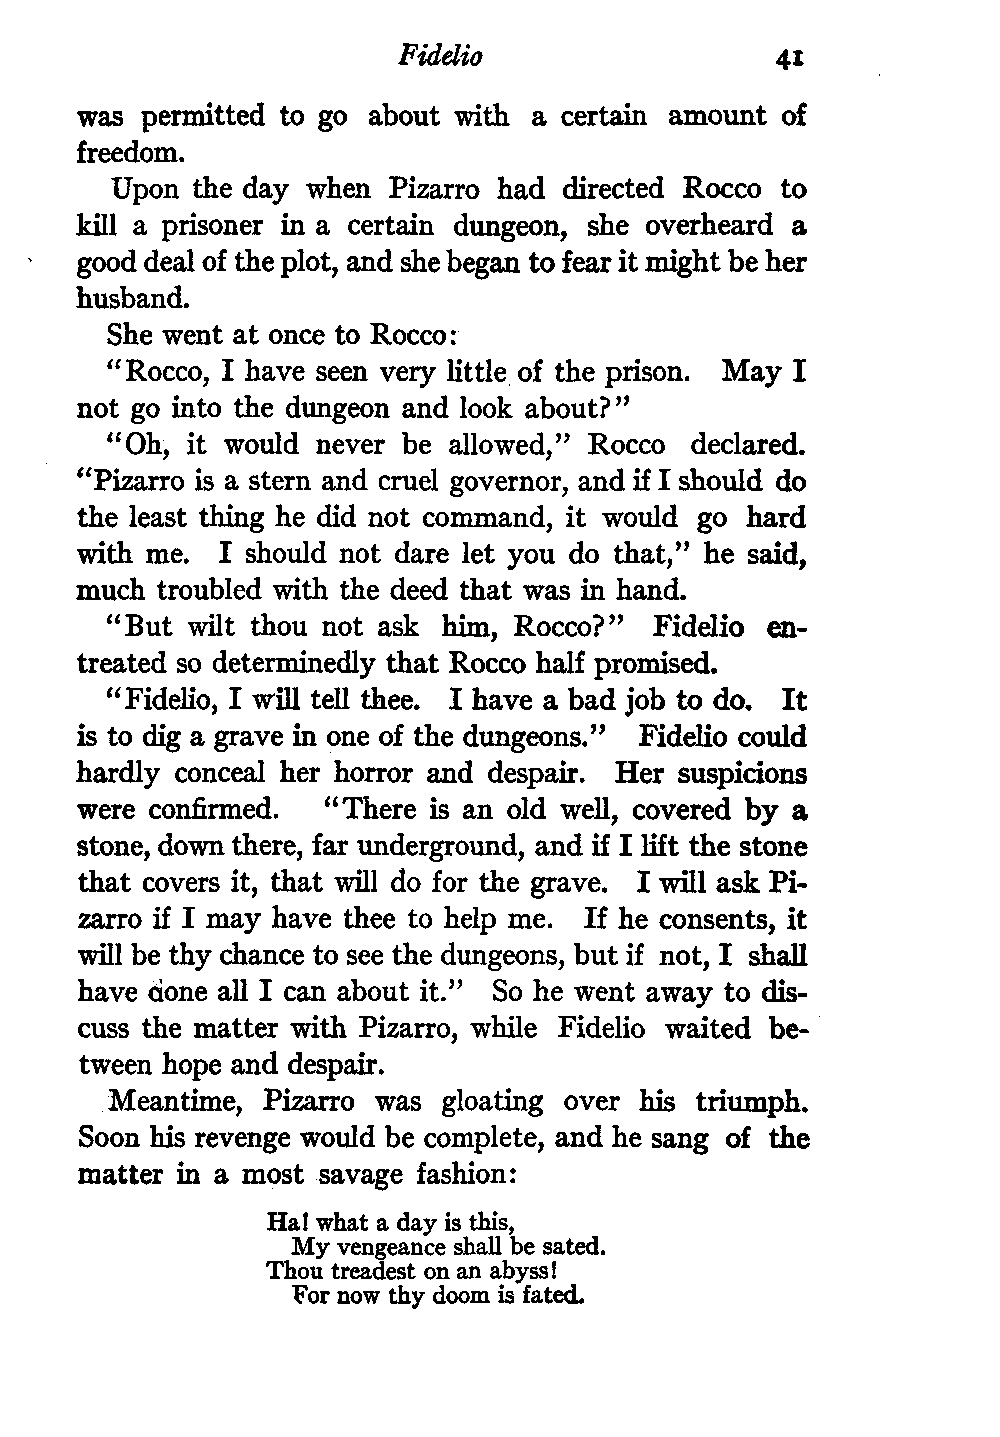 Fidelio 41
was permitted to go about with a certain amount of
freedom.
Upon the day when Pizarro had directed Rocco to
kill a prisoner in a certain dungeon, she overheard a
good deal of the plot, and she began to fear it might be her
husband.
She went at once to Rocco:
“Rocco, I have seen very little of the prison. May I
not go into the dungeon and look about?”
“Oh, it would never be allowed,” Rocco declared.
“Pizarro is a stern and cruel governor, and if I should do
the least thing he did not command, it would go hard
with me. I should not dare let you do that,” he said,
much troubled with the deed that was in hand.
“But wilt thou not ask him, Rocco?” Fidelio en-
treated so determinedly that Rocco half promised.
“Fidelio, I will tell thee. I have a bad job to do. It
is to dig a grave in one of the dungeons.” Fidelio could
hardly conceal her horror and despair. Her suspicions
were confirmed. “There is an old well, covered by a
stone, down there, far underground, and if I lift the stone
that covers it, that will do for the grave. I will ask Pi-
zarro if I may have thee to help me. If he consents, it
will be thy chance to see the dungeons, but if not, I shall
have done all I can about it.” So he went away to dis-
cuss the matter with Pizarro, while Fidelio waited be-
tween hope and despair.
Meantime, Pizarro was gloating over his triumph.
Soon his revenge would be complete, and he sang of the
matter in a most savage fashion:
Ha! what a day is this,
My vengeance shall be sated.
Thou treadest on an abyss!
For now thy doom is fated.